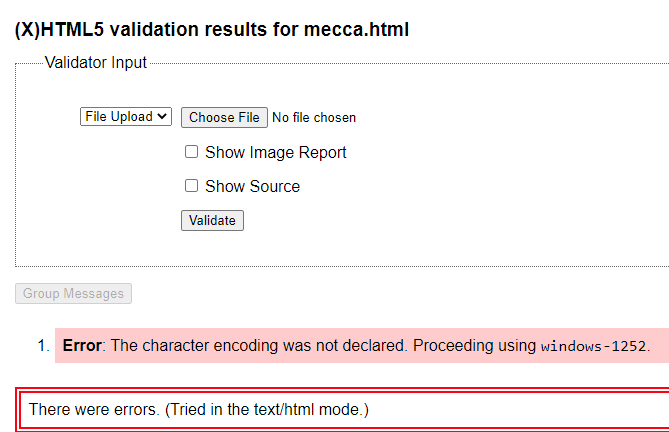 (X)HTML5 validation results for mecca.html
Validator Input
File Upload Choose File No file chosen
Show Image Report
Show Source
Validate
Group Messages
1. Error: The character encoding was not declared. Proceeding using windows-1252.
There were errors. (Tried in the text/html mode.)